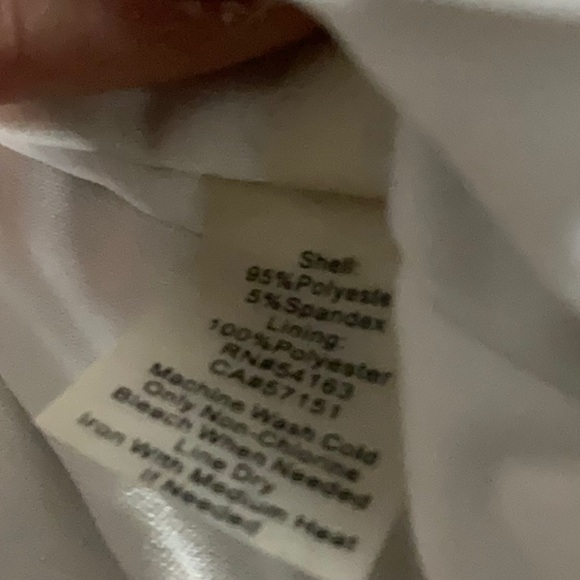 Shell:
95%Polyeste
5%Spandex
Lining:
100%Polyester
RN#54163
CA#57151
Machine Wash Cold
Only Non-Chlorine
Bleach When Needed
Line Dry
Iron With Medium Heat
If Needed